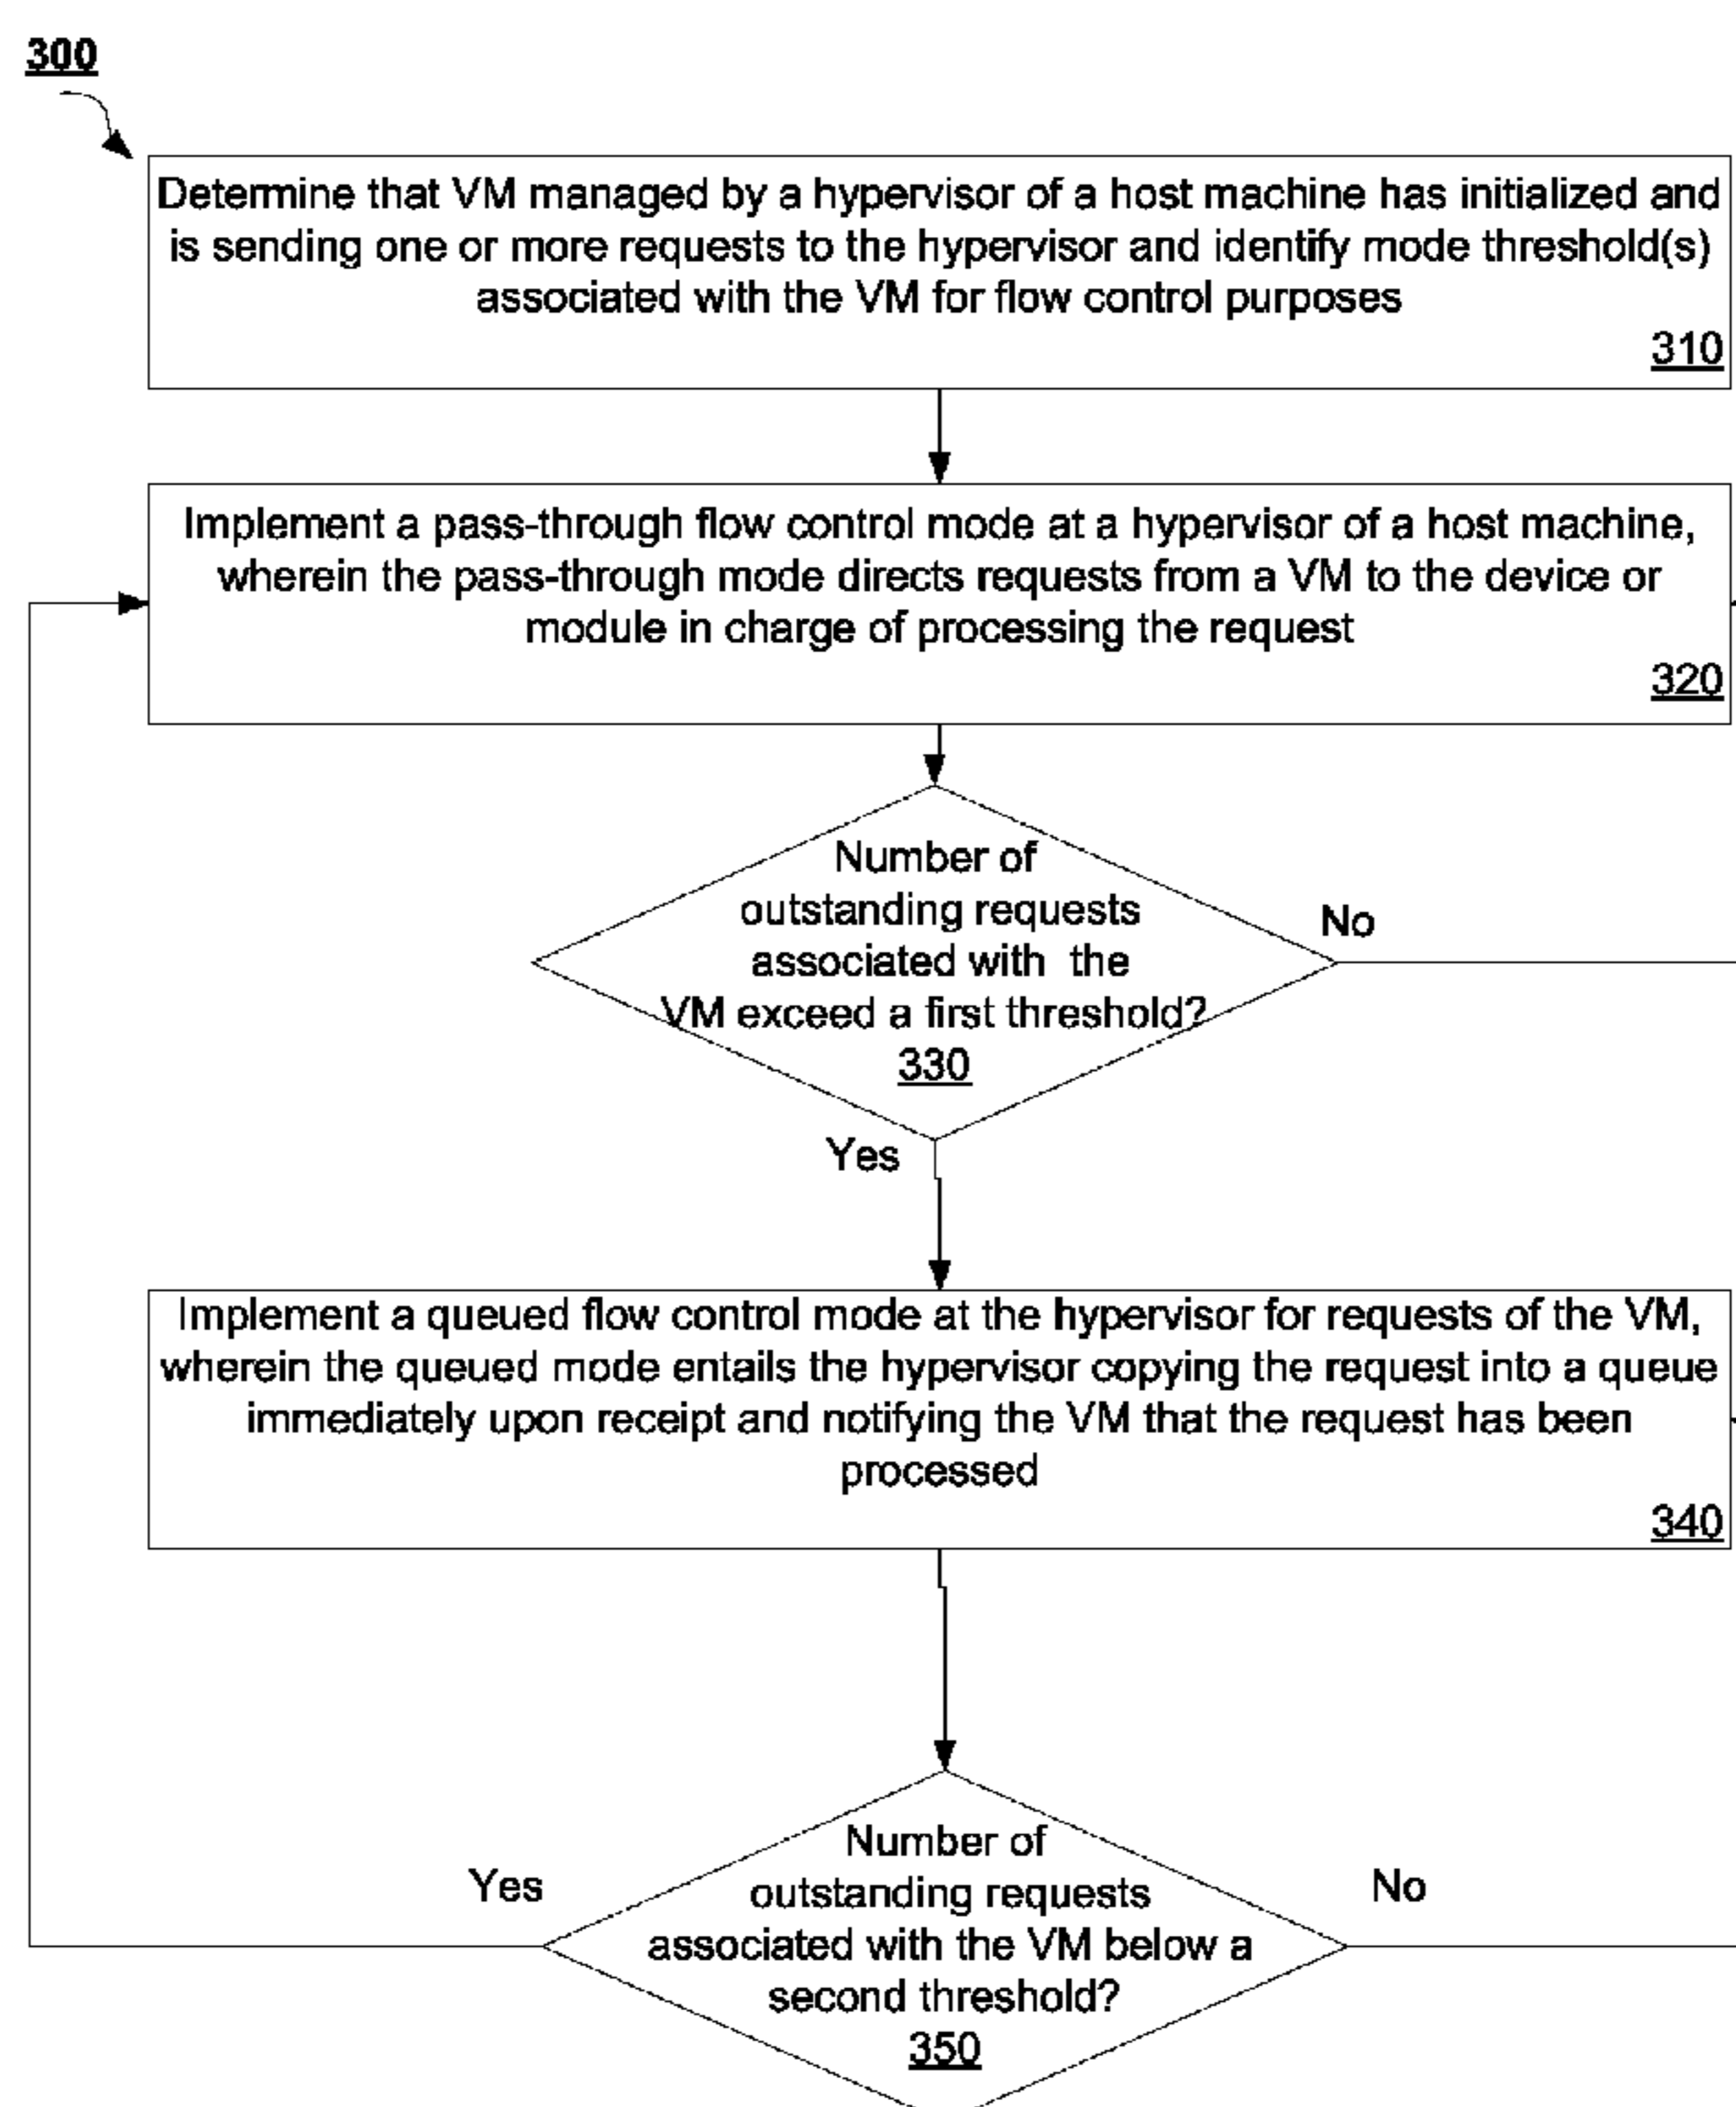 300
Determine that VM managed by a hypervisor of a host machine has initialized and
is sending one or more requests to the hypervisor and identify mode threshold(s)
associated with the VM for flow control purposes
310
Implement a pass-through flow control mode at a hypervisor of a host machine,
wherein the pass-through mode directs requests from a VM to the device or
module in charge of processing the request
320
Number of
outstanding requests
associated with the
VM exceed a first threshold?
330
No
Yes
Implement a queued flow control mode at the hypervisor for requests of the VM,
wherein the queued mode entails the hypervisor copying the request into a queue
immediately upon receipt and notifying the VM that the request has been
processed
340
Number of
outstanding requests
associated with the VM below a
second threshold?
350
Yes
No